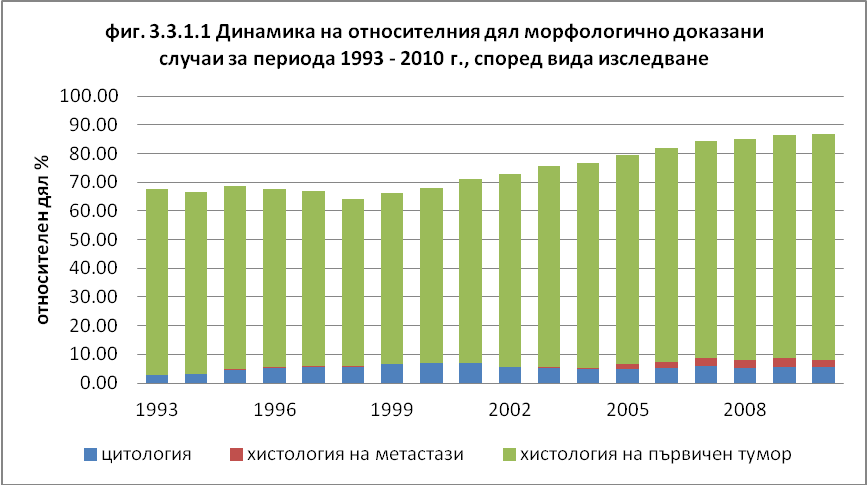 фиг. 3.3.1.1 Динамика на относителния дял морфологично доказани
случаи за периода 1993 - 2010 г., според вида изследване
относителен дял %
100.00
90.00
80.00
70.00
60.00
50.00
40.00
30.00
20.00
10.00
0.00
1993 1996 1999 2002 2005 2008
цитология хистология на метастази хистология на първичен тумор